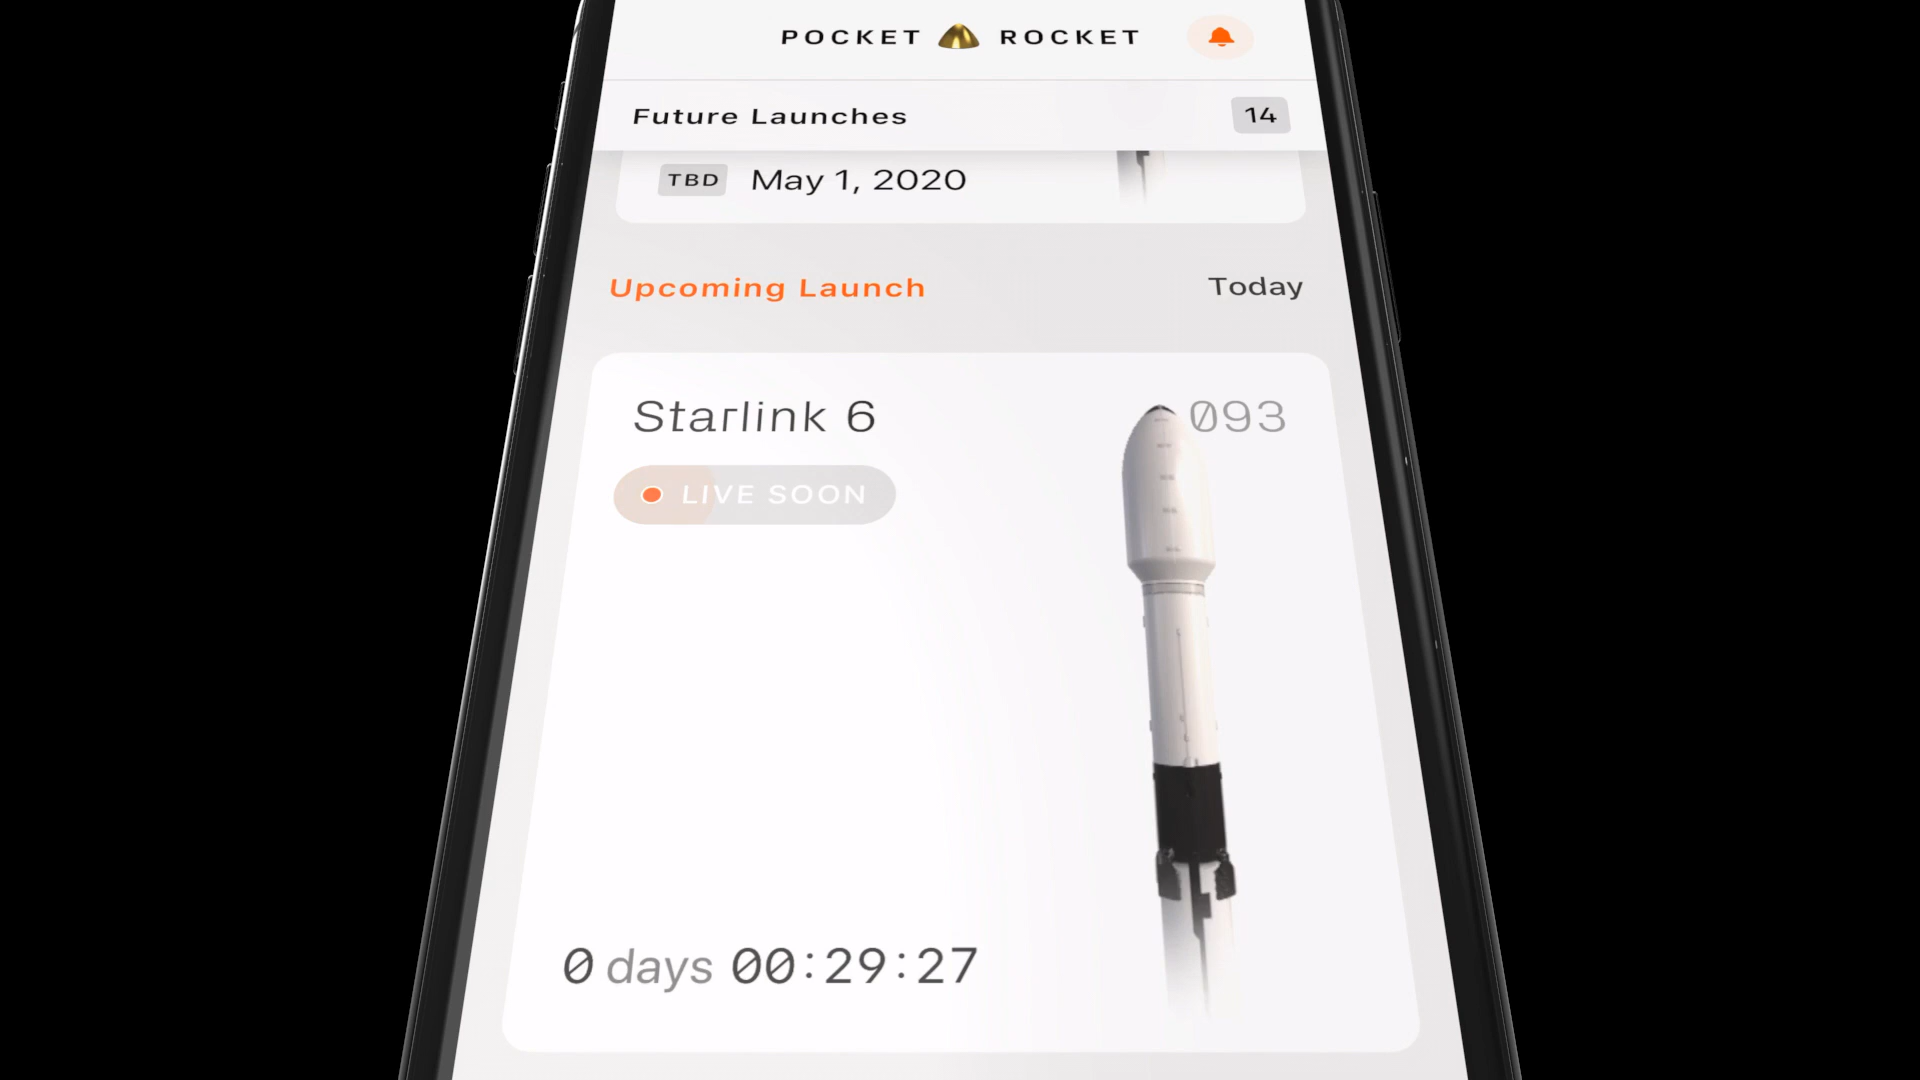 POCKET ROCKET
Future Launches 14
TBD May 1, 2020
Upcoming Launch Today
Starlink 6 093
LIVE SOON
0 days 00:29:27